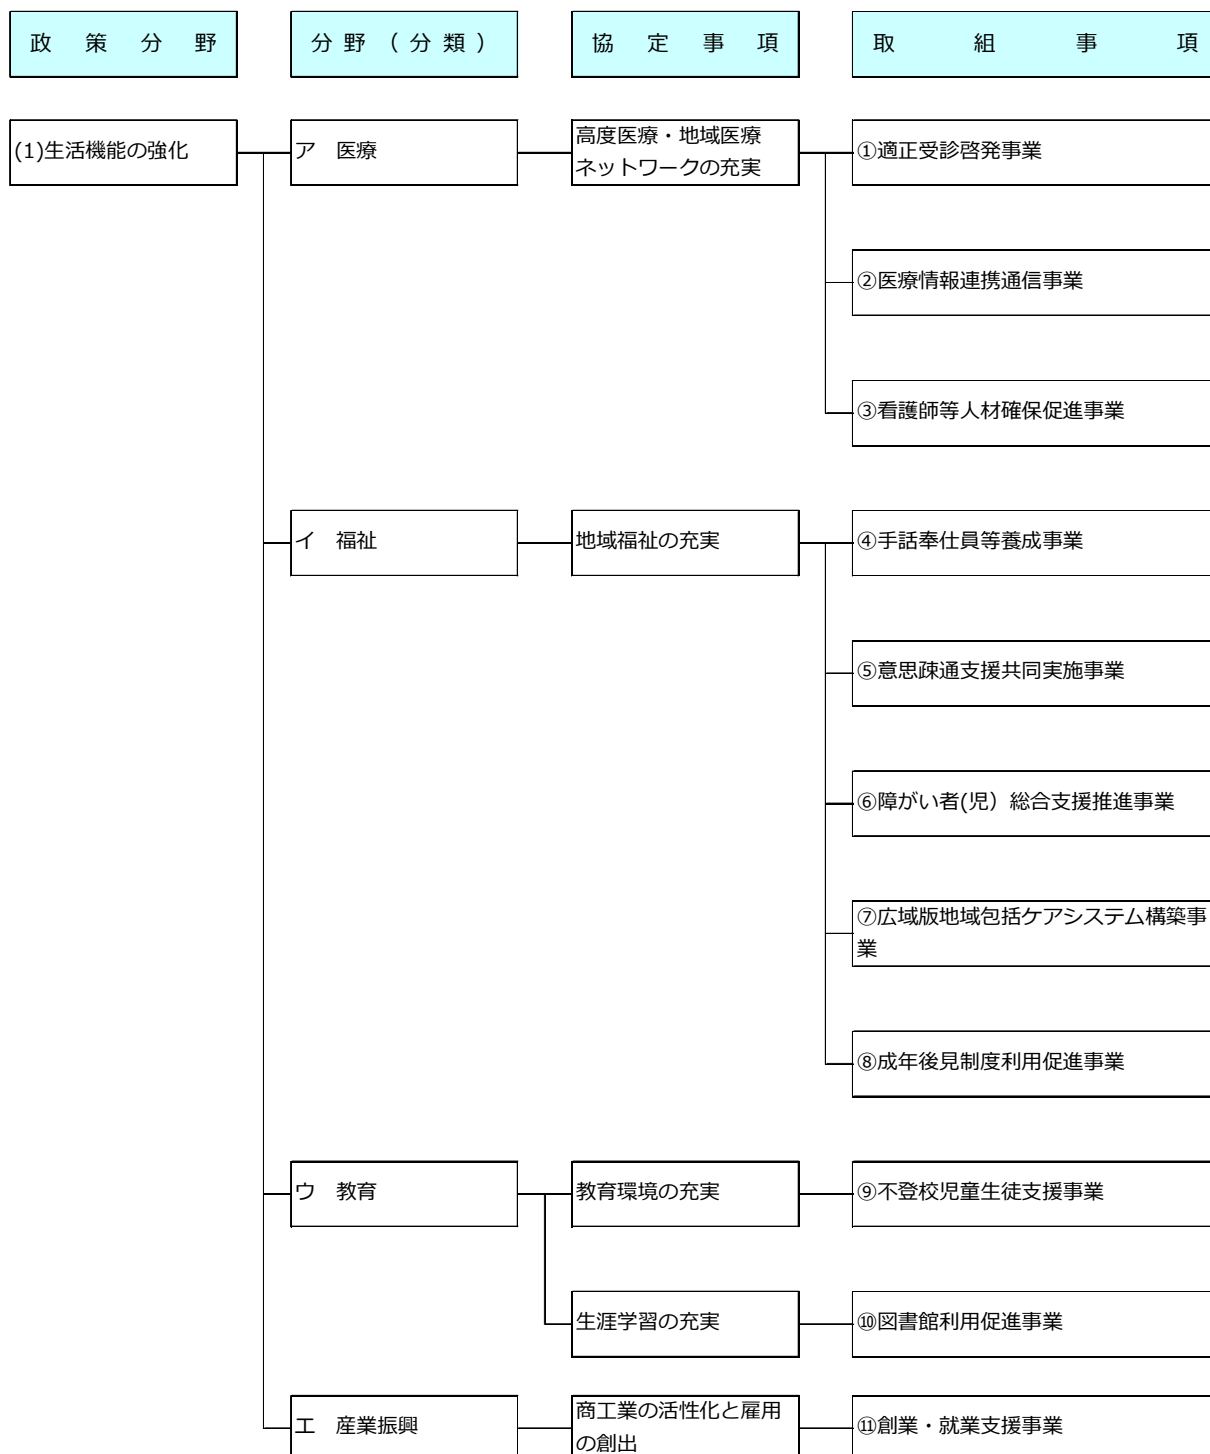 政策分野
分野（分類）
協定事項
取組事項
(1)生活機能の強化
ア　医療
高度医療・地域医療
ネットワークの充実
①適正受診啓発事業
②医療情報連携通信事業
③看護師等人材確保促進事業
イ　福祉
地域福祉の充実
④手話奉仕員等養成事業
⑤意思疎通支援共同実施事業
⑥障がい者(児）総合支援推進事業
⑦広域版地域包括ケアシステム構築事
業
⑧成年後見制度利用促進事業
ウ　教育
教育環境の充実
⑨不登校児童生徒支援事業
生涯学習の充実
⑩図書館利用促進事業
エ　産業振興
商工業の活性化と雇用
の創出
⑪創業・就業支援事業